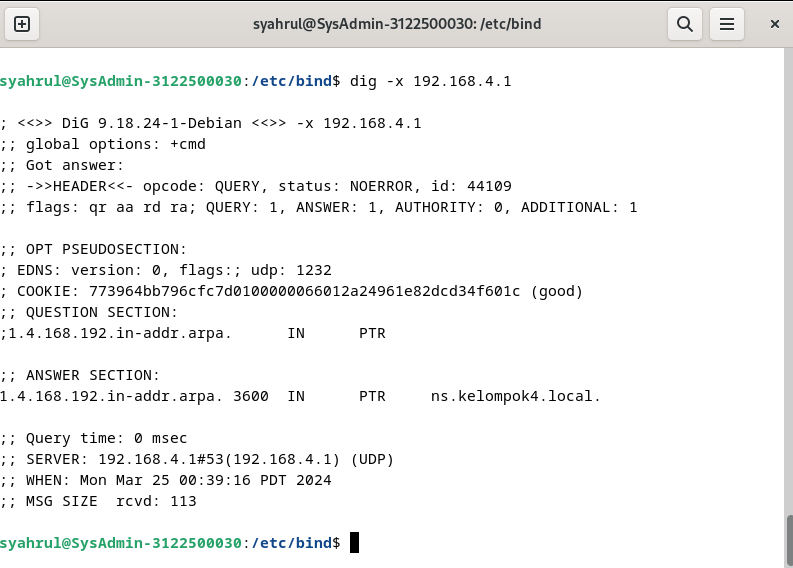 syahrul@SysAdmin-3122500030: /etc/bind
syahrul@SysAdmin-3122500030:/etc/bind$ dig -x 192.168.4.1
; <<>> DiG 9.18.24-1-Debian <<>> -x 192.168.4.1
;; global options: +cmd
;; Got answer:
;; ->>HEADER<<- opcode: QUERY, status: NOERROR, id: 44109
;; flags: qr aa rd ra; QUERY: 1, ANSWER: 1, AUTHORITY: 0, ADDITIONAL: 1
;; OPT PSEUDOSECTION:
; EDNS: version: 0, flags:; udp: 1232
; COOKIE: 773964bb796cfc7d0100000066012a24961e82dcd34f601c (good)
;; QUESTION SECTION:
;1.4.168.192.in-addr.arpa. IN PTR
;; ANSWER SECTION:
1.4.168.192.in-addr.arpa. 3600 IN PTR ns.kelompok4.local.
;; Query time: 0 msec
;; SERVER: 192.168.4.1#53(192.168.4.1) (UDP)
;; WHEN: Mon Mar 25 00:39:16 PDT 2024
;; MSG SIZE rcvd: 113
syahrul@SysAdmin-3122500030:/etc/bind$